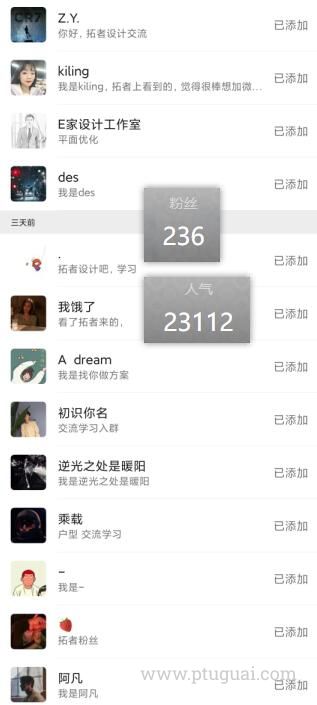 CR7
Z.Y.
已添加
你好，拓者设计交流
kiling
已添加
我是kiling，拓者上看到的，觉得很棒想加微...
E家设计工作室
已添加
平面优化
des
已添加
我是des
三天前
粉丝
236
.
已添加
拓者设计吧，学习
人气
23112
我饿了
已添加
看了拓者来的，
A dream
已添加
我是找你做方案
初识你名
已添加
交流学习入群
逆光之处是暖阳
已添加
我是逆光之处是暖阳
乘载
已添加
户型 交流学习
–
已添加
我是–
🍓
已添加
拓者粉丝
阿凡
已添加
我是阿凡
www.ptuguai.com